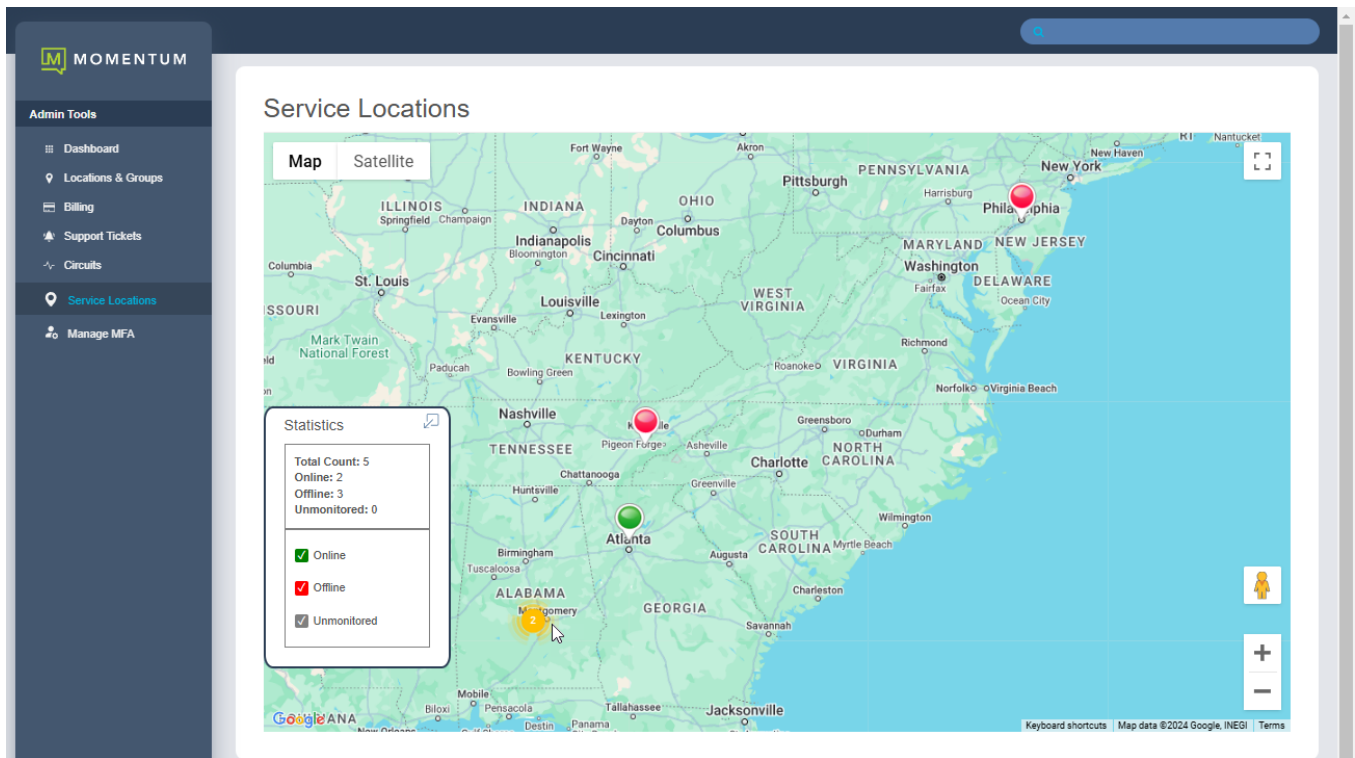 M MOMENTUM
Admin Tools
Dashboard
Locations & Groups
Billing
Support Tickets
Circuits
Service Locations
Manage MFA
Service Locations
Map Satellite
Fort Wayne
Akron
RI
Nantucket
New Haven
New York
PENNSYLVANIA
Pittsburgh
Harrisburg
ILLINOIS
INDIANA
OHIO
Springfield
Champaign
Dayton
Columbus
Indianapolis
Bloomington
Cincinnati
MARYLAND
NEW JERSEY
Columbia
Washington
St. Louis
DELAWARE
Fairfax
WEST
VIRGINIA
Ocean City
Louisville
Lexington
ISSOURI
Evansville
Mark Twain
National Forest
Richmond
KENTUCKY
Paducah
Bowling Green
Roanoke
VIRGINIA
Norfolk
Virginia Beach
Nashville
Greensboro
Durham
TENNESSEE
Pigeon Forge
Asheville
NORTH
CAROLINA
Charlotte
Chattanooga
Greenville
Huntsville
Wilmington
Atlanta
SOUTH
CAROLINA
Myrtle Beach
Birmingham
Augusta
Tuscaloosa
Charleston
ALABAMA
GEORGIA
2
Savannah
Statistics
Total Count: 5
Online: 2
Offline: 3
Unmonitored: 0
Online
Offline
Unmonitored
Mobile
Biloxi
Pensacola
Tallahassee
Jacksonville
Google
ANA
Destin
Panama
Keyboard shortcuts
Map data ©2024 Google, INEGI
Terms